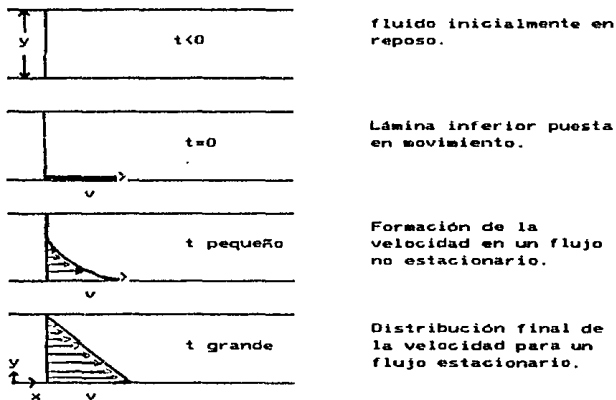 y
t<0
fluido inicialmente en
reposo.
t=0
v
Lámina inferior puesta
en movimiento.
t pequeño
v
Formación de la
velocidad en un flujo
no estacionario.
t grande
y
x
v
Distribución final de
la velocidad para un
flujo estacionario.